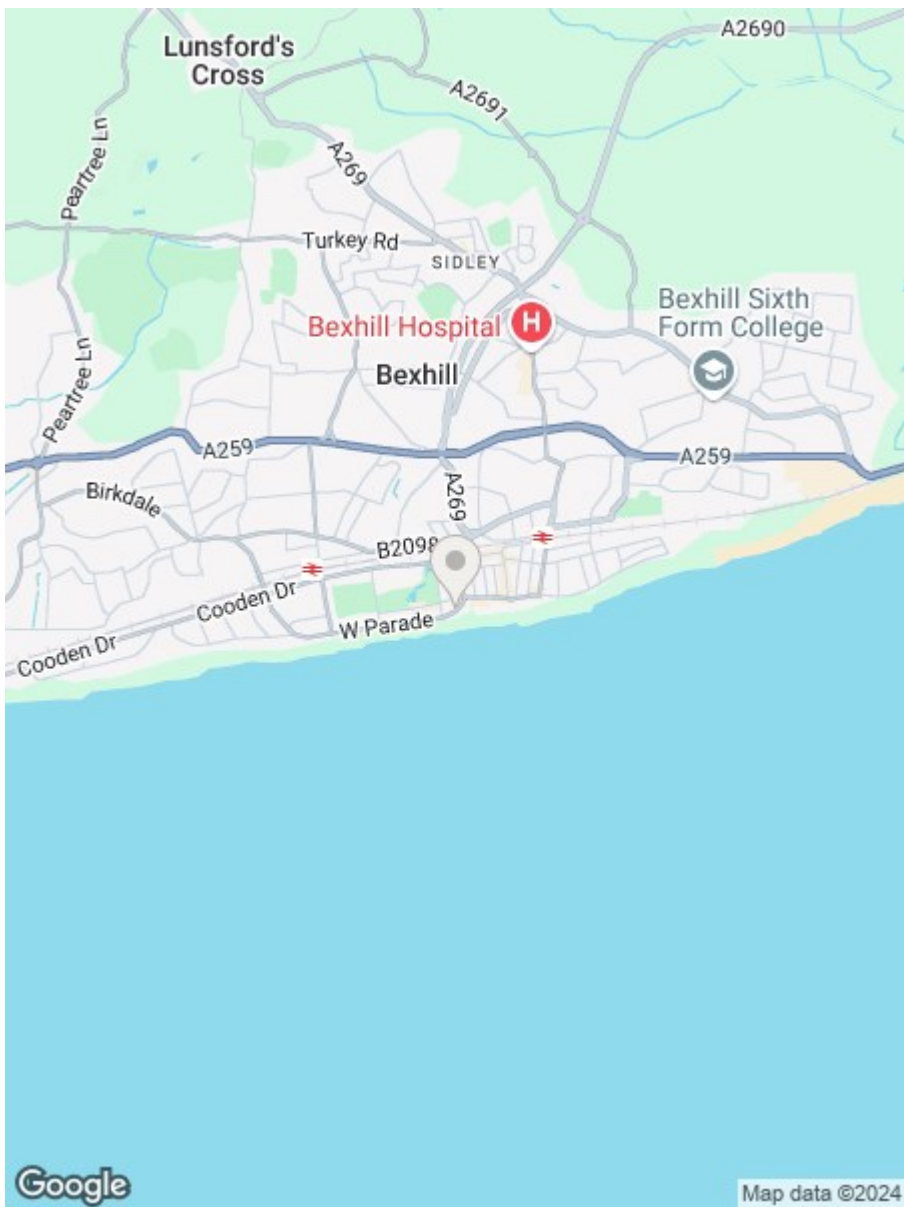 A2690
Lunsford's
Cross
A2691
Peartree Ln
A269
Turkey Rd
SIDLEY
Bexhill Sixth
Form College
Bexhill Hospital
H
Bexhill
Peartree Ln
A259
A259
Birkdale
A269
B2098
Cooden Dr
W Parade
Cooden Dr
Google
Map data ©2024